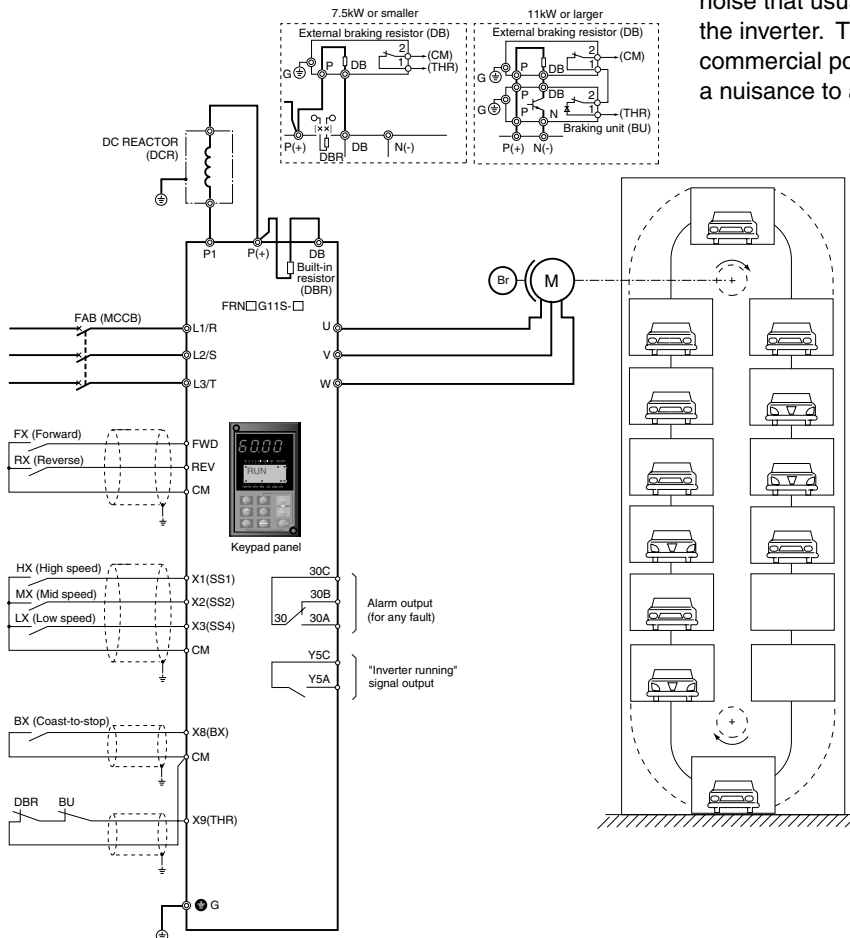 noise that usua
the inverter. T
commercial po
a nuisance to a
7.5kW or smaller
External braking resistor (DB)
2
(CM)
1
(THR)
G
P
DB
P(+)
DBR
DB
N(-)
11kW or larger
External braking resistor (DB)
2
(CM)
1
G
P
DB
P
DB
2
1
G
P
N
(THR)
Braking unit (BU)
P(+)
N(-)
DC REACTOR
(DCR)
P1
P(+)
DB
Built-in
resistor
(DBR)
FRN□G11S-□
FAB (MCCB)
L1/R
L2/S
L3/T
U
V
W
Br
M
FX (Forward)
FWD
RX (Reverse)
REV
CM
60.00
RUN
Keypad panel
HX (High speed)
X1(SS1)
MX (Mid speed)
X2(SS2)
LX (Low speed)
X3(SS4)
CM
30C
30B
30
30A
Alarm output
(for any fault)
Y5C
Y5A
"Inverter running"
signal output
BX (Coast-to-stop)
X8(BX)
CM
DBR
BU
X9(THR)
G